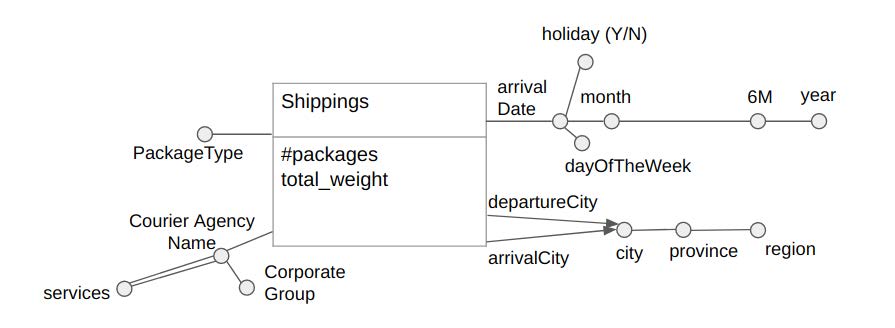 holiday (Y/N)
arrival
Date
month
6M
year
Shippings
PackageType
#packages
total_weight
dayOfTheWeek
departureCity
Courier Agency
Name
arrivalCity
city
province
region
services
Corporate
Group